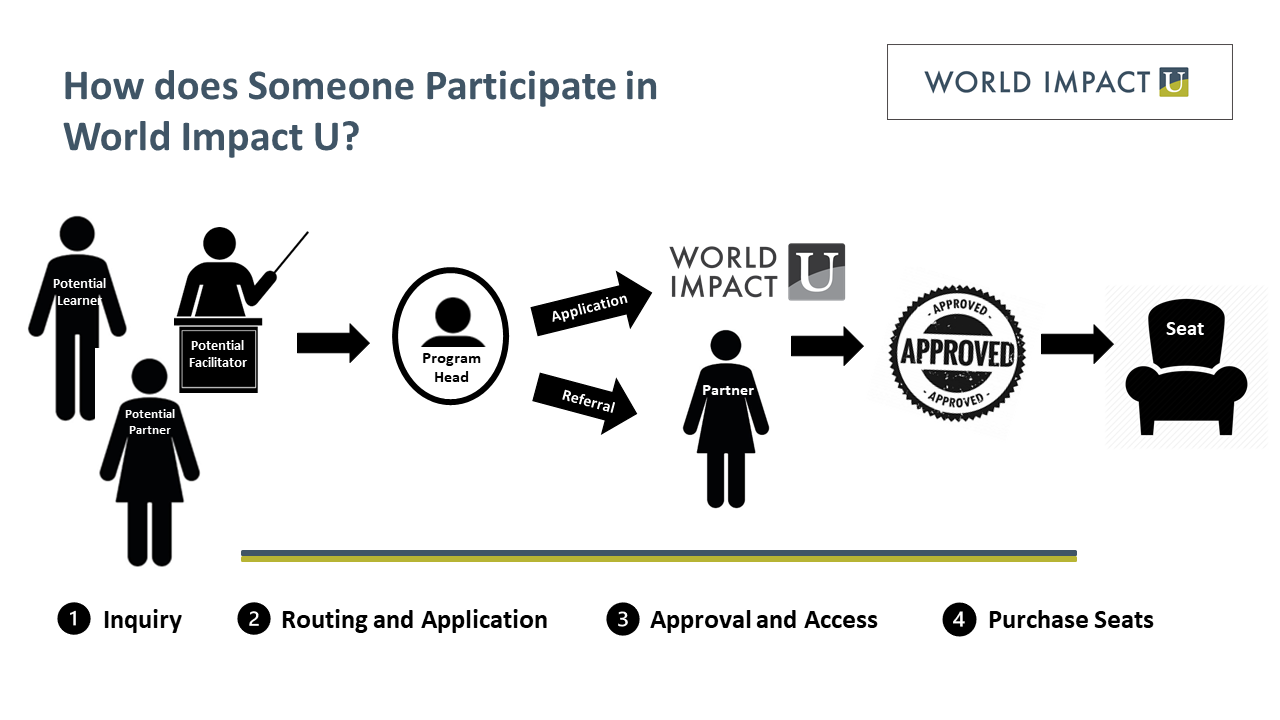 How does Someone Participate in
World Impact U?
WORLD IMPACT U
Potential
Learner
Potential
Facilitator
Potential
Partner
Program
Head
Application
Referral
WORLD
IMPACT U
Partner
- APPROVED -
APPROVED
- APPROVED -
Seat
1 Inquiry
2 Routing and Application
3 Approval and Access
4 Purchase Seats